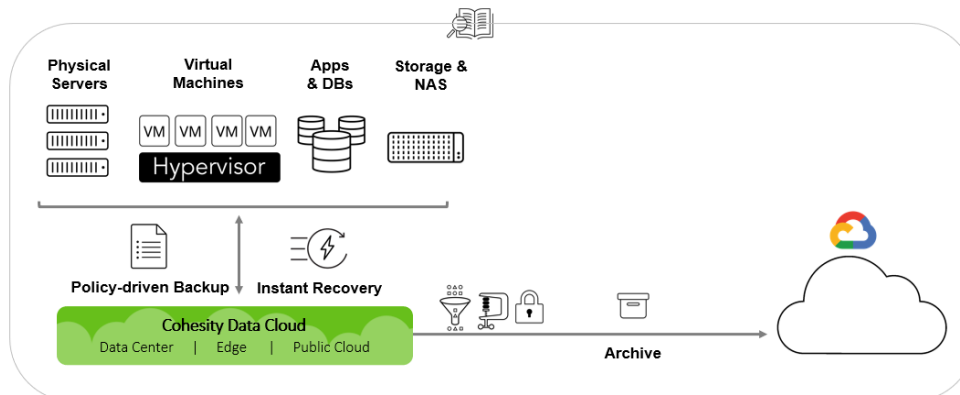 Physical
Servers
Virtual
Machines
Apps
& DBs
Storage &
NAS
VM VM VM VM
Hypervisor
Policy-driven Backup
Instant Recovery
Cohesity Data Cloud
Data Center | Edge | Public Cloud
Archive